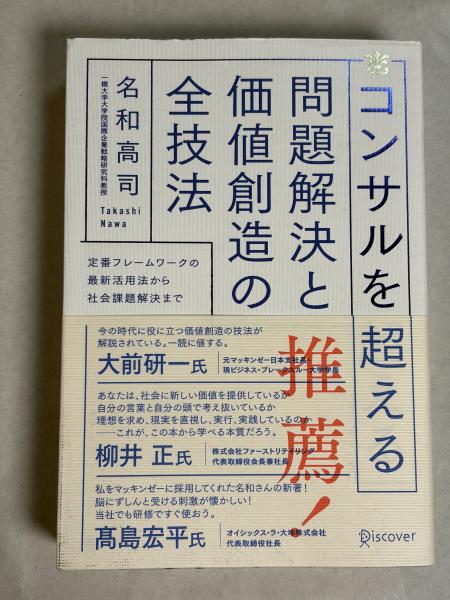 コンサルを超える
問題解決と
価値創造の
全技法
名和高司
一橋大学大学院国際企業戦略研究科教授
Takashi
Nawa
定番フレームワークの
最新活用法から
社会課題解決まで
今の時代に役に立つ価値創造の技法が
解説されている。一読に値する。
大前研一氏
元マッキンゼー日本支社長・
現ビジネス・ブレークスルー大学学長
推薦!
あなたは、社会に新しい価値を提供しているか
自分の言葉と自分の頭で考え抜いているか
理想を求め、現実を直視し、実行、実践しているのか
――これが、この本から学べる本質だろう。
柳井 正氏
株式会社ファーストリテイリング
代表取締役会長兼社長
私をマッキンゼーに採用してくれた名和さんの新著!
脳にずしんと受ける刺激が懐かしい!
当社でも研修ですぐ使おう。
髙島宏平氏
オイシックス・ラ・大地株式会社
代表取締役社長
Discover